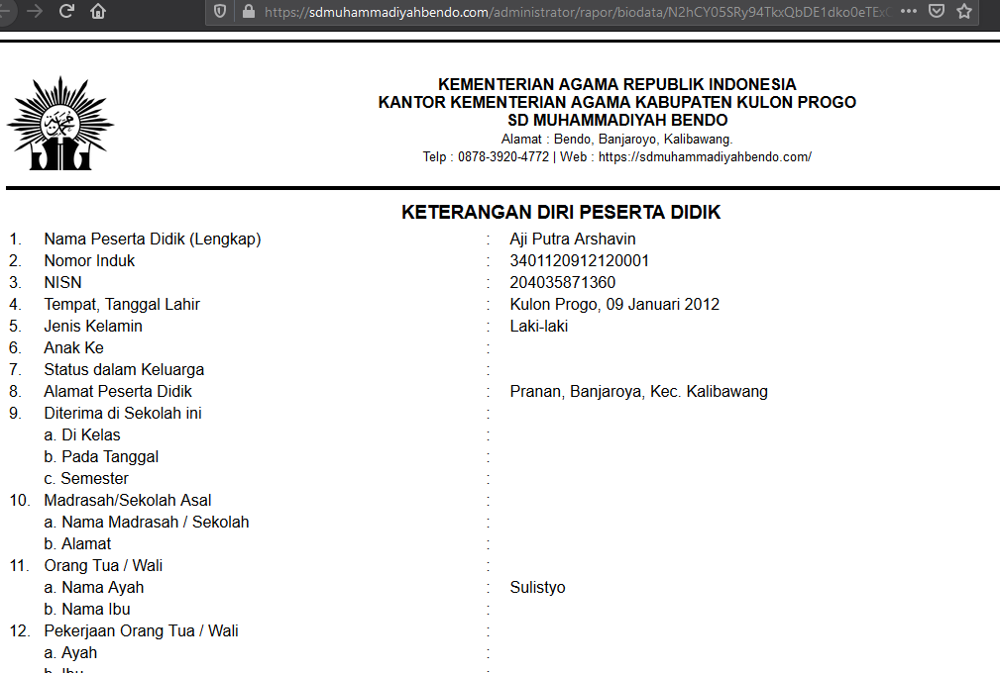 https://sdmuhammadiyahbendo.com/administrator/rapor/biodata/N2hCY05SRy94TkxQbDE1dko0eTExC
KEMENTERIAN AGAMA REPUBLIK INDONESIA
KANTOR KEMENTERIAN AGAMA KABUPATEN KULON PROGO
SD MUHAMMADIYAH BENDO
Alamat : Bendo, Banjaroyo, Kalibawang.
Telp : 0878-3920-4772 | Web : https://sdmuhammadiyahbendo.com/
KETERANGAN DIRI PESERTA DIDIK
1. Nama Peserta Didik (Lengkap) : Aji Putra Arshavin
2. Nomor Induk : 3401120912120001
3. NISN : 204035871360
4. Tempat, Tanggal Lahir : Kulon Progo, 09 Januari 2012
5. Jenis Kelamin : Laki-laki
6. Anak Ke :
7. Status dalam Keluarga :
8. Alamat Peserta Didik : Pranan, Banjaroya, Kec. Kalibawang
9. Diterima di Sekolah ini :
a. Di Kelas :
b. Pada Tanggal :
c. Semester :
10. Madrasah/Sekolah Asal :
a. Nama Madrasah / Sekolah :
b. Alamat :
11. Orang Tua / Wali :
a. Nama Ayah : Sulistyo
b. Nama Ibu :
12. Pekerjaan Orang Tua / Wali :
a. Ayah :
b. Ibu